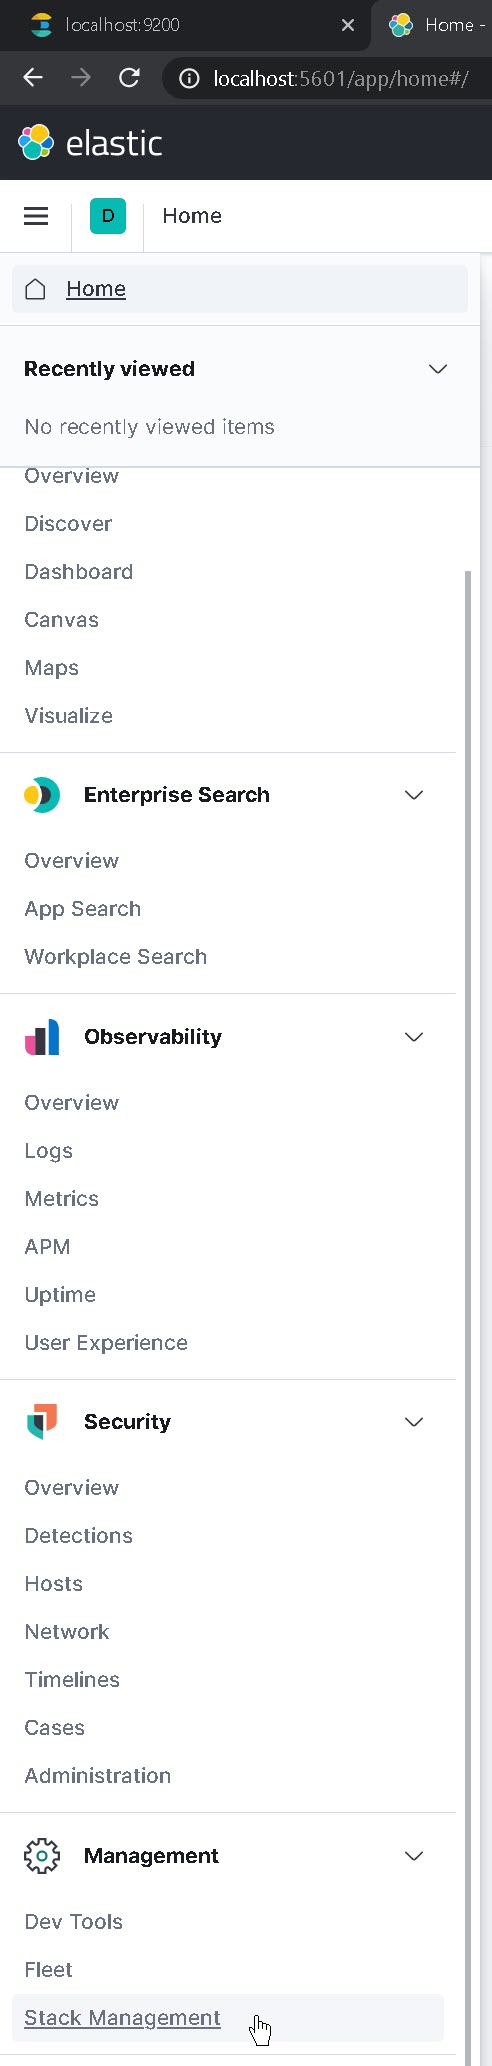 localhost:9200
Home -
localhost:5601/app/home#/
elastic
D
Home
Home
Recently viewed
No recently viewed items
Overview
Discover
Dashboard
Canvas
Maps
Visualize
Enterprise Search
Overview
App Search
Workplace Search
Observability
Overview
Logs
Metrics
APM
Uptime
User Experience
Security
Overview
Detections
Hosts
Network
Timelines
Cases
Administration
Management
Dev Tools
Fleet
Stack Management